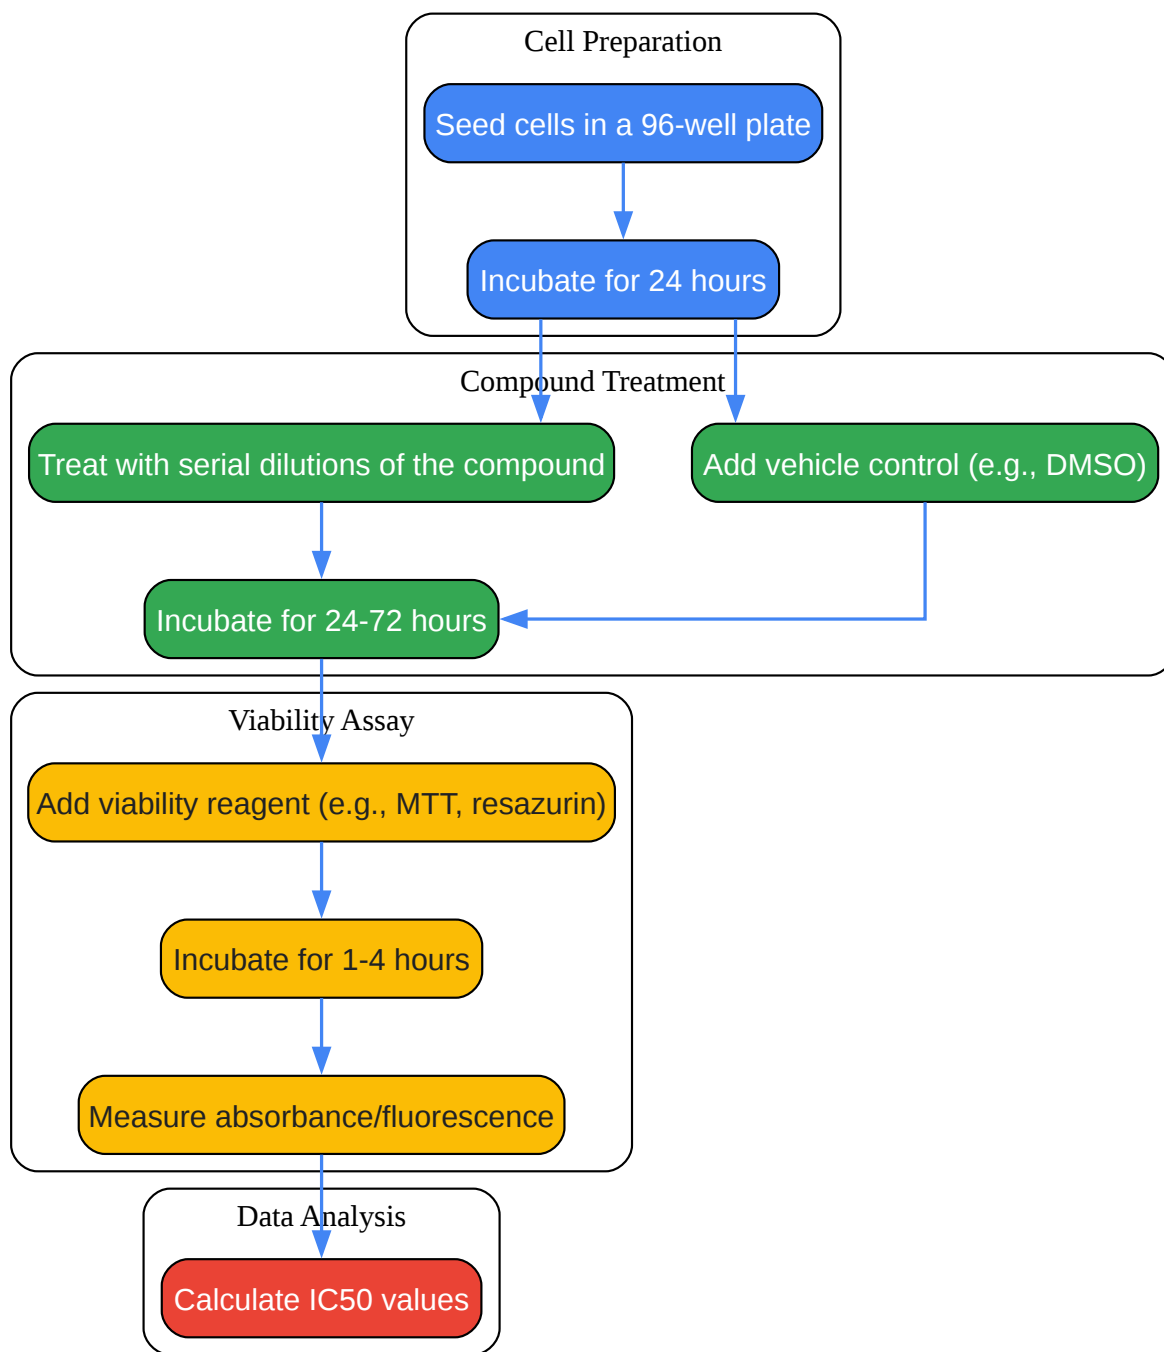 Cell Preparation
Seed cells in a 96-well plate
Incubate for 24 hours
Compound Treatment
Treat with serial dilutions of the compound
Add vehicle control (e.g., DMSO)
Incubate for 24-72 hours
Viability Assay
Add viability reagent (e.g., MTT, resazurin)
Incubate for 1-4 hours
Measure absorbance/fluorescence
Data Analysis
Calculate IC50 values